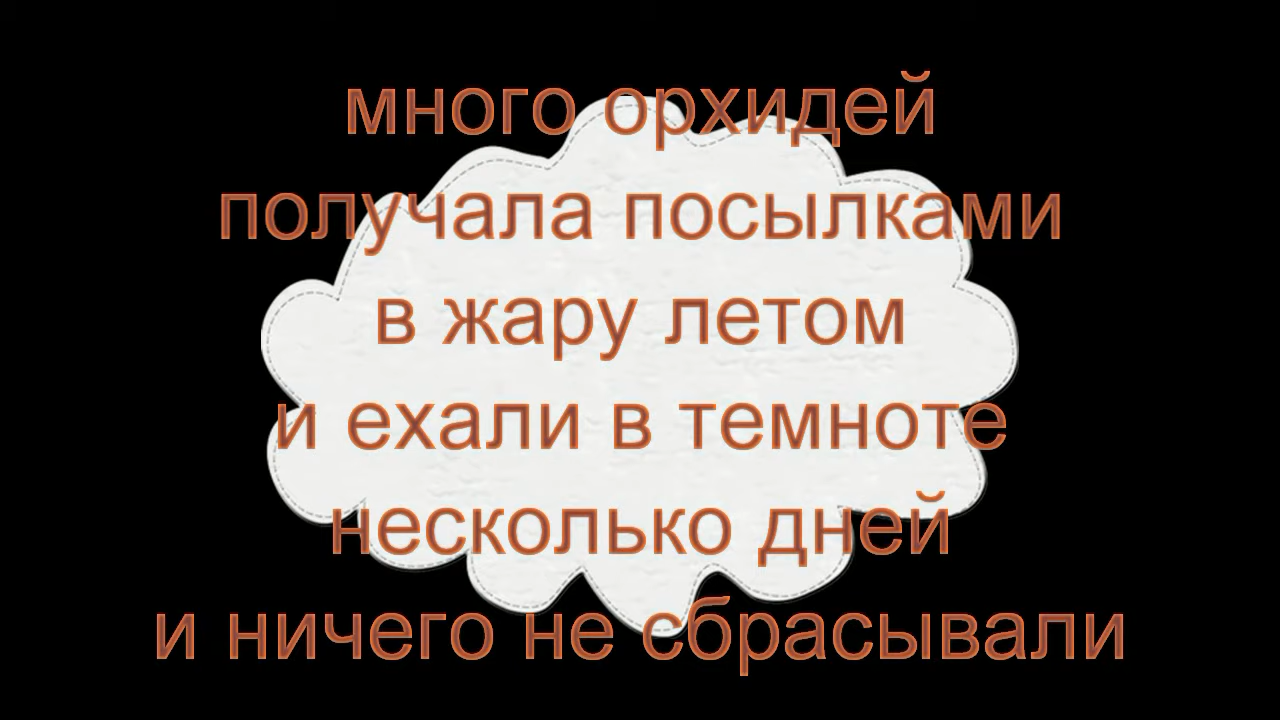 много орхидей
получала посылками
в жару летом
и ехали в темноте
несколько дней
и ничего не сбрасывали